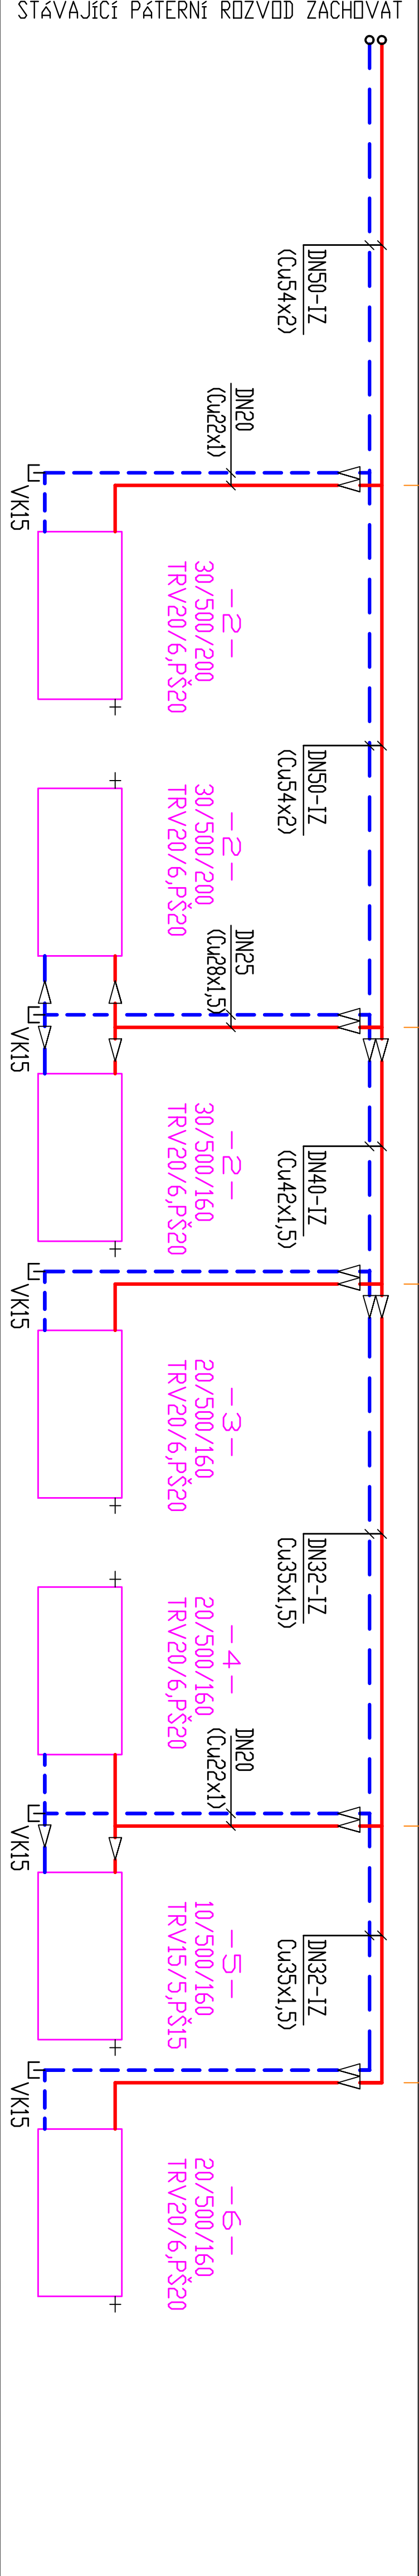 STÁVAJÍCÍ PÁTERNÍ ROZVOD ZACHOVAT
DN50-IZ
(Cu54x2)
DN20
(Cu22x1)
VK15
-2-
30/500/200
TRV20/6,PŠ20
DN50-IZ
(Cu54x2)
-2-
30/500/200
TRV20/6,PŠ20
DN25
(Cu28x1,5)
VK15
DN40-IZ
(Cu42x1,5)
-2-
30/500/160
TRV20/6,PŠ20
VK15
-3-
20/500/160
TRV20/6,PŠ20
DN32-IZ
Cu35x1,5)
-4-
20/500/160
TRV20/6,PŠ20
DN20
(Cu22x1)
VK15
-5-
10/500/160
TRV15/5,PŠ15
DN32-IZ
Cu35x1,5)
VK15
-6-
20/500/160
TRV20/6,PŠ20